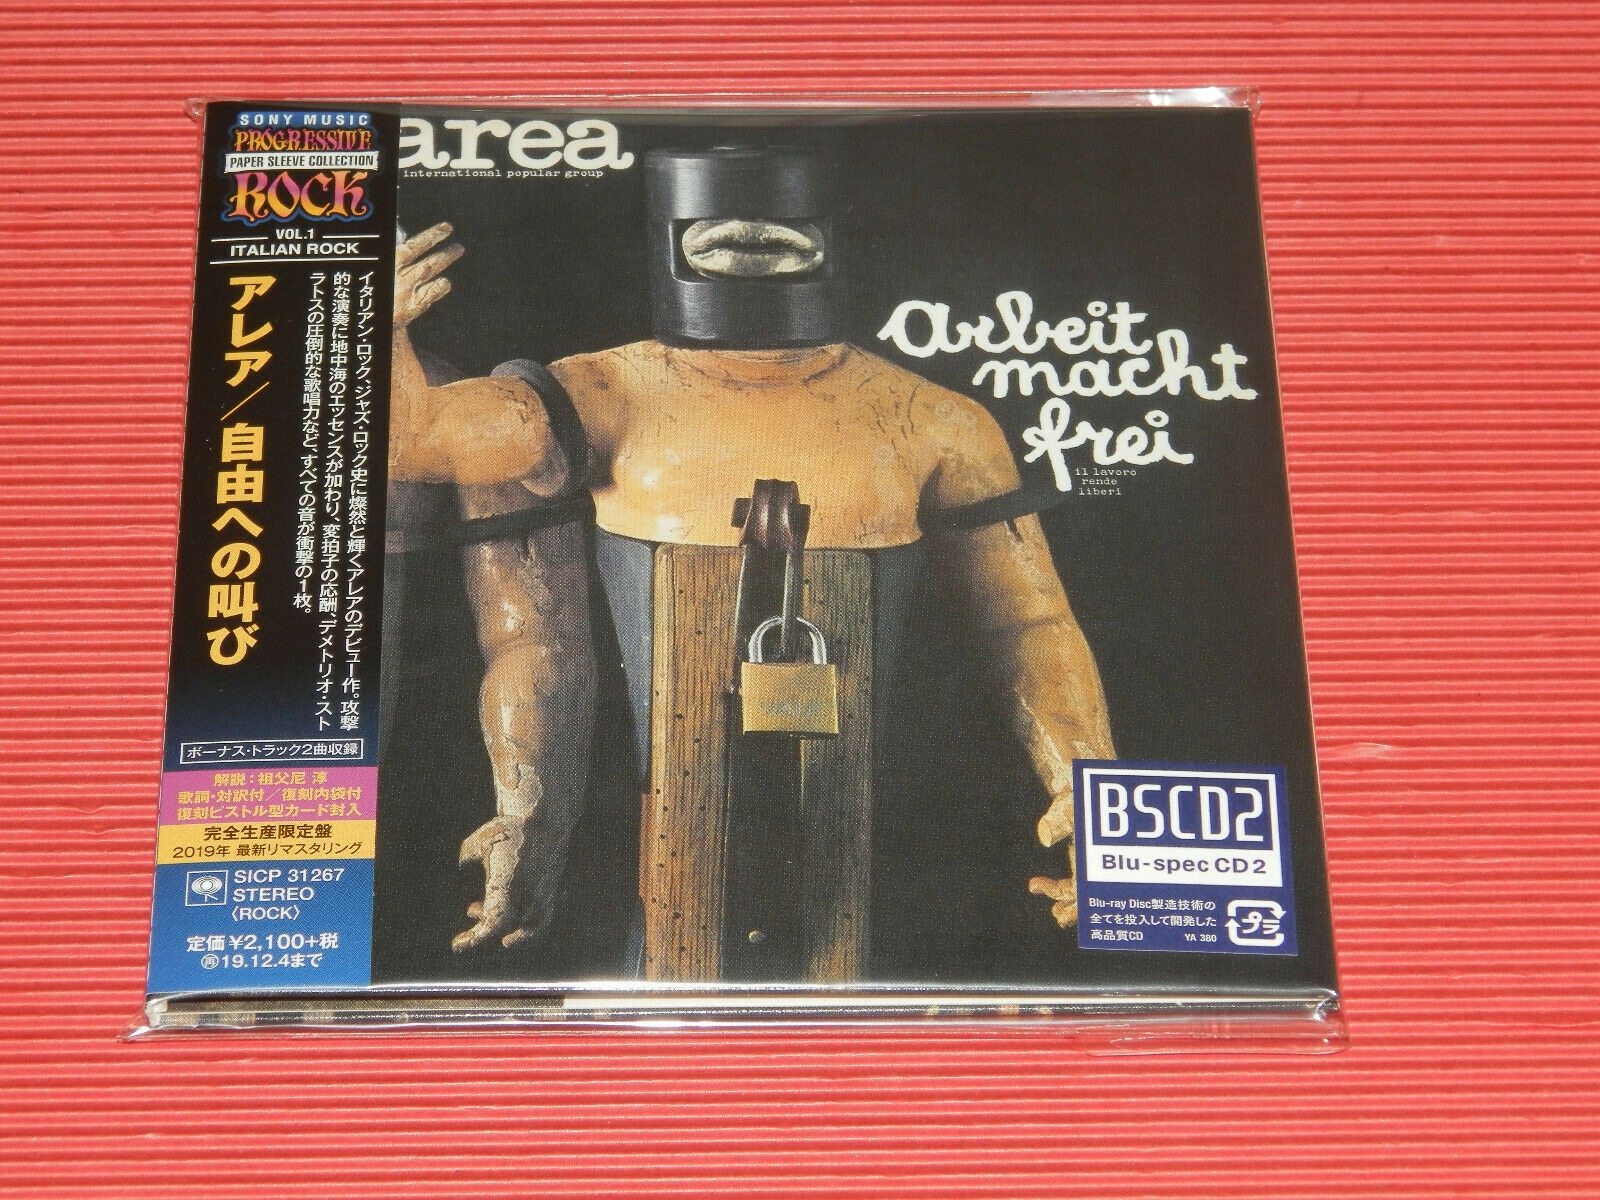 SONY MUSIC
PROGRESSIVE
PAPER SLEEVE COLLECTION
ROCK
VOL.1
ITALIAN ROCK
アレア／自由への叫び
イタリアン・ロック、ジャズ・ロック史に燦然と輝くアレアのデビュー作。攻撃
的な演奏に地中海のエッセンスが加わり、変拍子の応酬、デメトリオ・スト
ラトスの圧倒的な歌唱力など、すべての音が衝撃の1枚。
ボーナス・トラック2曲収録
解説：祖父尼 淳
歌詞・対訳付／復刻内袋付
復刻ピストル型カード封入
完全生産限定盤
2019年 最新リマスタリング
SICP 31267
STEREO
〈ROCK〉
定価¥2,100+税
㊞19.12.4まで
area
international popular group
arbeit
macht
frei
il lavoro
rende
liberi
BSCD2
Blu-spec CD2
Blu-ray Disc製造技術の
全てを投入して開発した
高品質CD YA 380
プラ